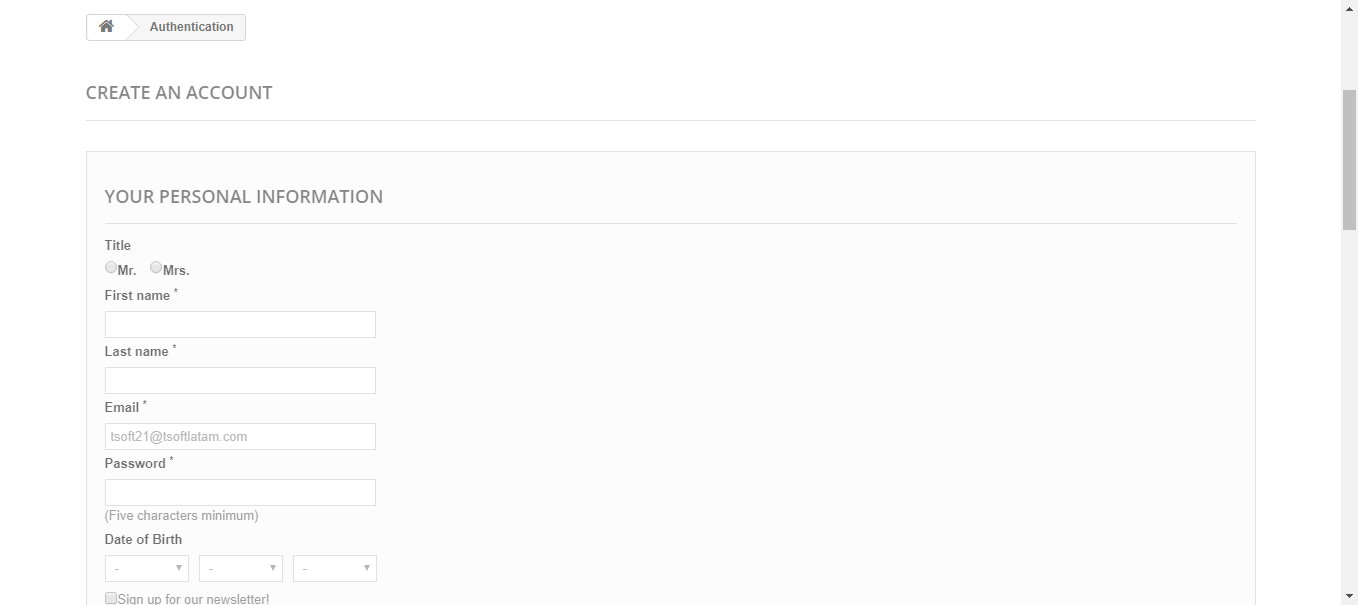 Authentication
CREATE AN ACCOUNT
YOUR PERSONAL INFORMATION
Title
Mr. Mrs.
First name *
Last name *
Email *
tsoft21@tsoftlatam.com
Password *
(Five characters minimum)
Date of Birth
- - -
Sign up for our newsletter!